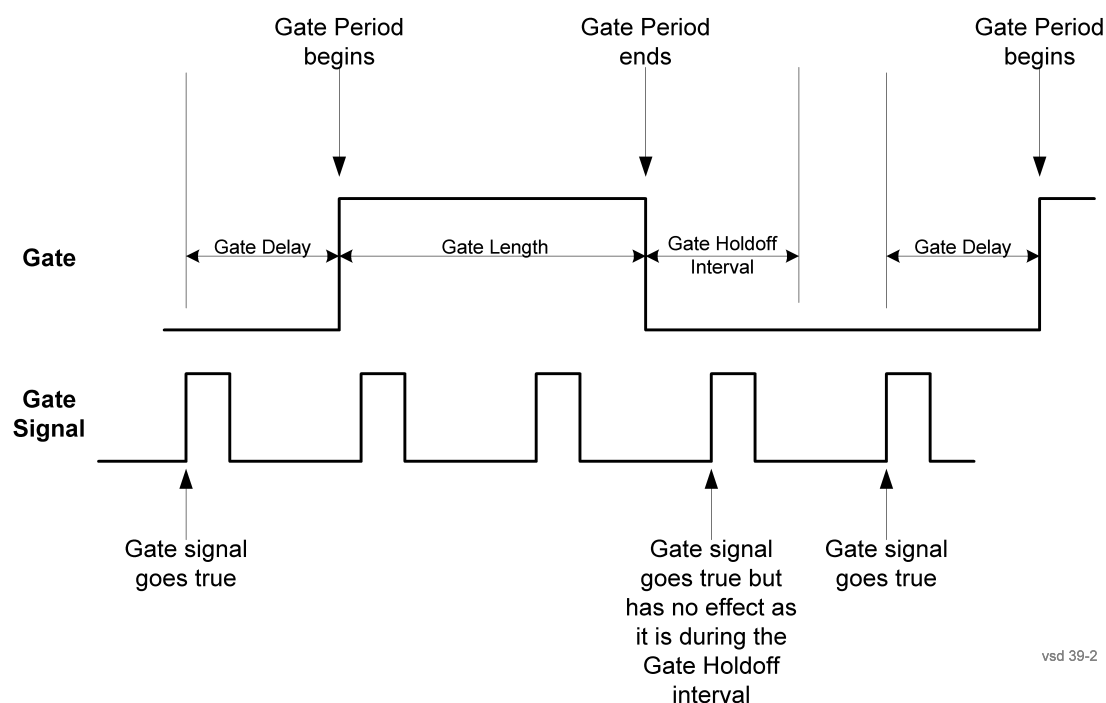 Gate Period
begins
Gate Period
ends
Gate Period
begins
Gate
Gate Delay
Gate Length
Gate Holdoff
Interval
Gate Delay
Gate
Signal
Gate signal
goes true
Gate signal
goes true but
has no effect as
it is during the
Gate Holdoff
interval
Gate signal
goes true
vsd 39-2